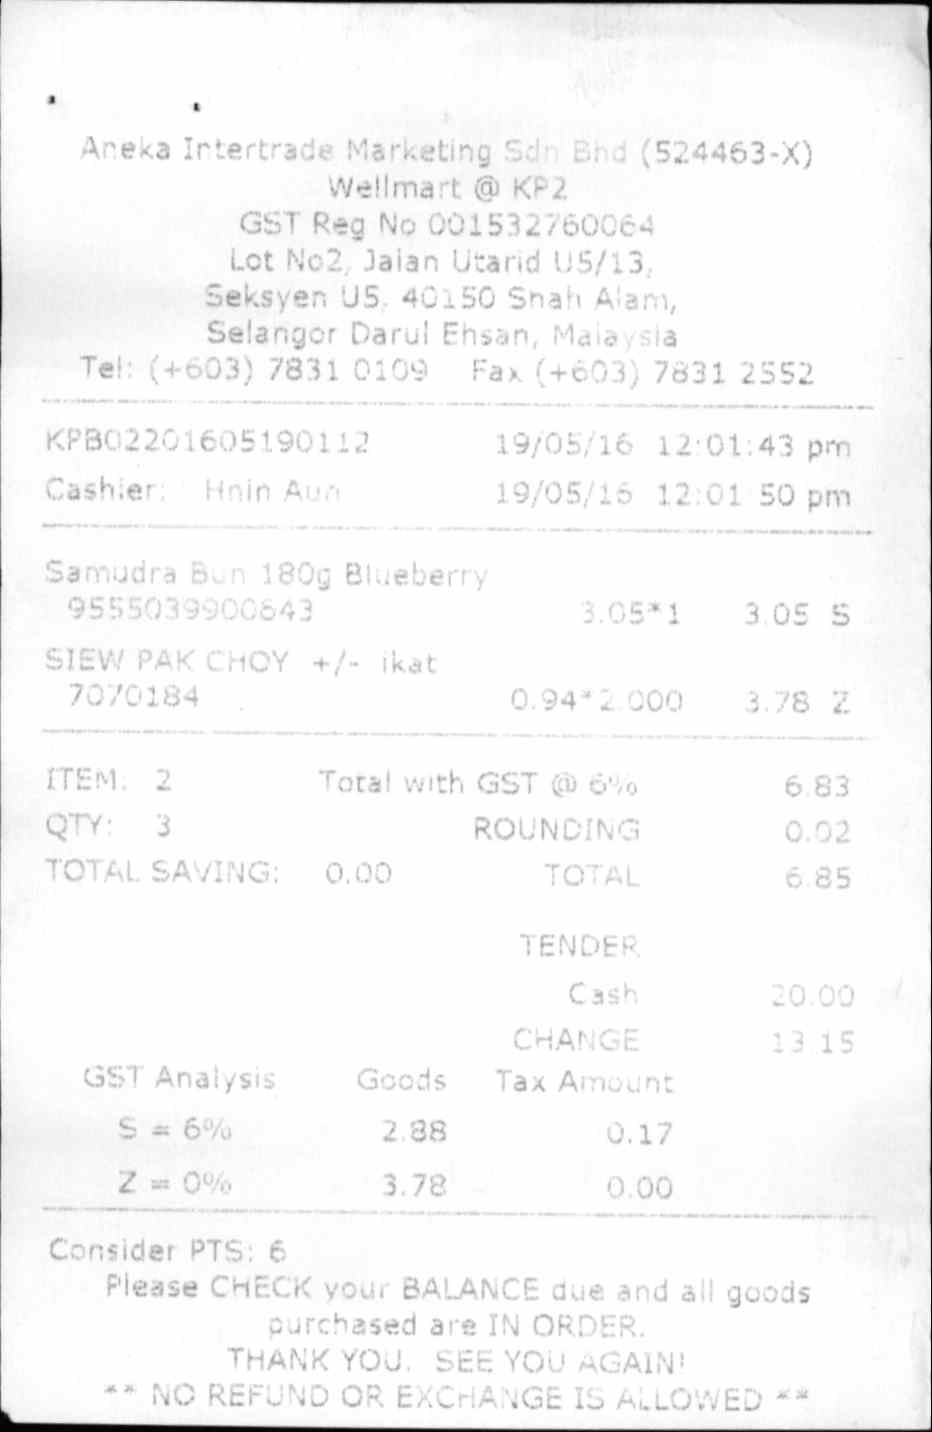 Aneka Intertrade Marketing Sdn Bhd (524463-X)
Wellmart @ KP2
GST Reg No 001532760064
Lot No2, Jalan Utarid U5/13,
Seksyen U5, 40150 Shah Alam,
Selangor Darul Ehsan, Malaysia
Tel: (+603) 7831 0109 Fax (+603) 7831 2552
KPB02201605190112 19/05/16 12:01:43 pm
Cashier: Hnin Aun 19/05/16 12:01 50 pm
Samudra Bun 180g Blueberry
9555039900643 3.05*1 3.05 S
SIEW PAK CHOY +/- ikat
7070184 0.94*2.000 3.78 Z
ITEM: 2 Total with GST @ 6% 6.83
QTY: 3 ROUNDING 0.02
TOTAL SAVING: 0.00 TOTAL 6.85
TENDER
Cash 20.00
CHANGE 13.15
GST Analysis Goods Tax Amount
S = 6% 2.88 0.17
Z = 0% 3.78 0.00
Consider PTS: 6
Please CHECK your BALANCE due and all goods
purchased are IN ORDER.
THANK YOU. SEE YOU AGAIN!
** NO REFUND OR EXCHANGE IS ALLOWED **